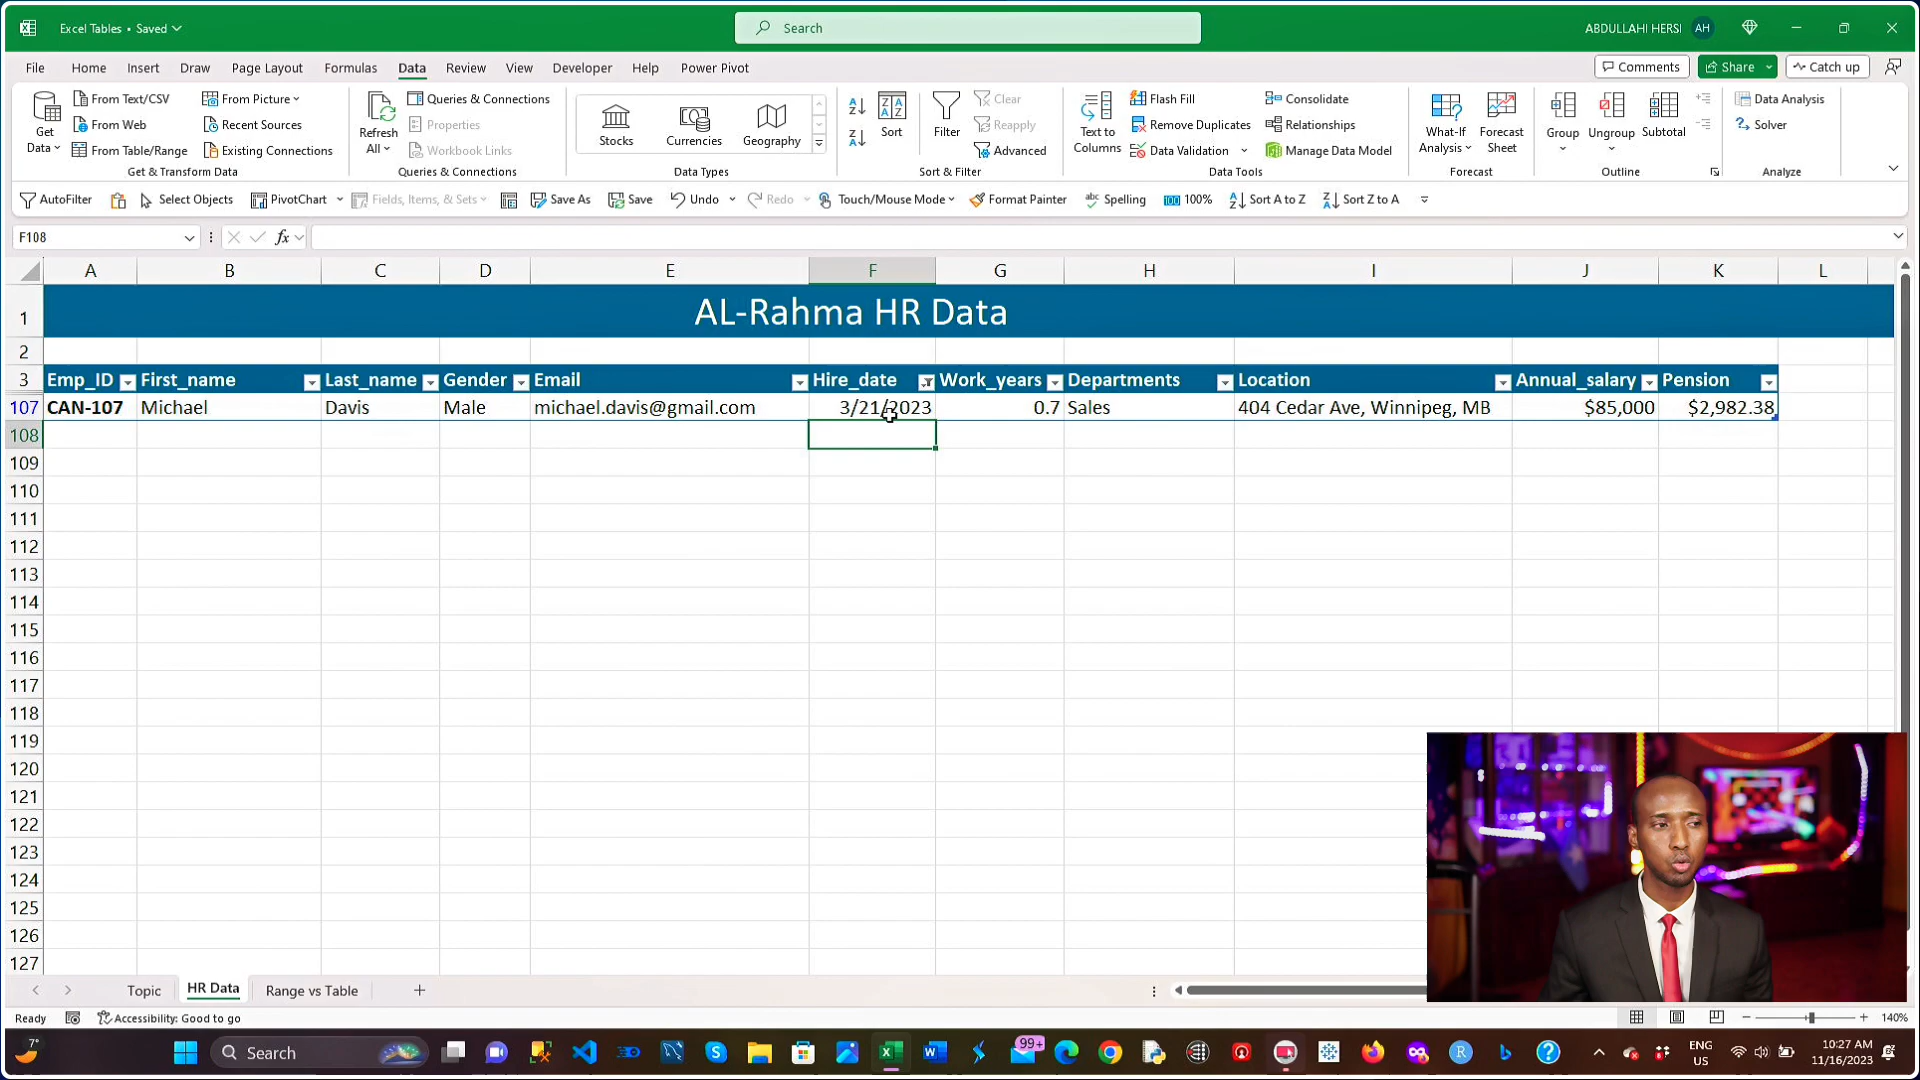 Excel Tables • Saved
Search
ABDULLAHI HERSI AH
File Home Insert Draw Page Layout Formulas Data Review View Developer Help Power Pivot
Comments Share Catch up
Get Data
From Text/CSV
From Web
From Table/Range
From Picture
Recent Sources
Existing Connections
Get & Transform Data
Refresh All
Queries & Connections
Properties
Workbook Links
Queries & Connections
Stocks Currencies Geography
Data Types
Sort
Filter
Clear
Reapply
Advanced
Sort & Filter
Text to Columns
Flash Fill
Remove Duplicates
Data Validation
Consolidate
Relationships
Manage Data Model
Data Tools
What-If Analysis
Forecast Sheet
Forecast
Group Ungroup Subtotal
Outline
Data Analysis
Solver
Analyze
AutoFilter Select Objects PivotChart Fields, Items, & Sets Save As Save Undo Redo Touch/Mouse Mode Format Painter Spelling 100% Sort A to Z Sort Z to A
F108 fx
A B C D E F G H I J K L
1 AL-Rahma HR Data
2
3 Emp_ID First_name Last_name Gender Email Hire_date Work_years Departments Location Annual_salary Pension
107 CAN-107 Michael Davis Male michael.davis@gmail.com 3/21/2023 0.7 Sales 404 Cedar Ave, Winnipeg, MB $85,000 $2,982.38
108
109
110
111
112
113
114
115
116
117
118
119
120
121
122
123
124
125
126
127
Topic HR Data Range vs Table
Ready Accessibility: Good to go 140%
7° Search 99+ ENG US 10:27 AM 11/16/2023